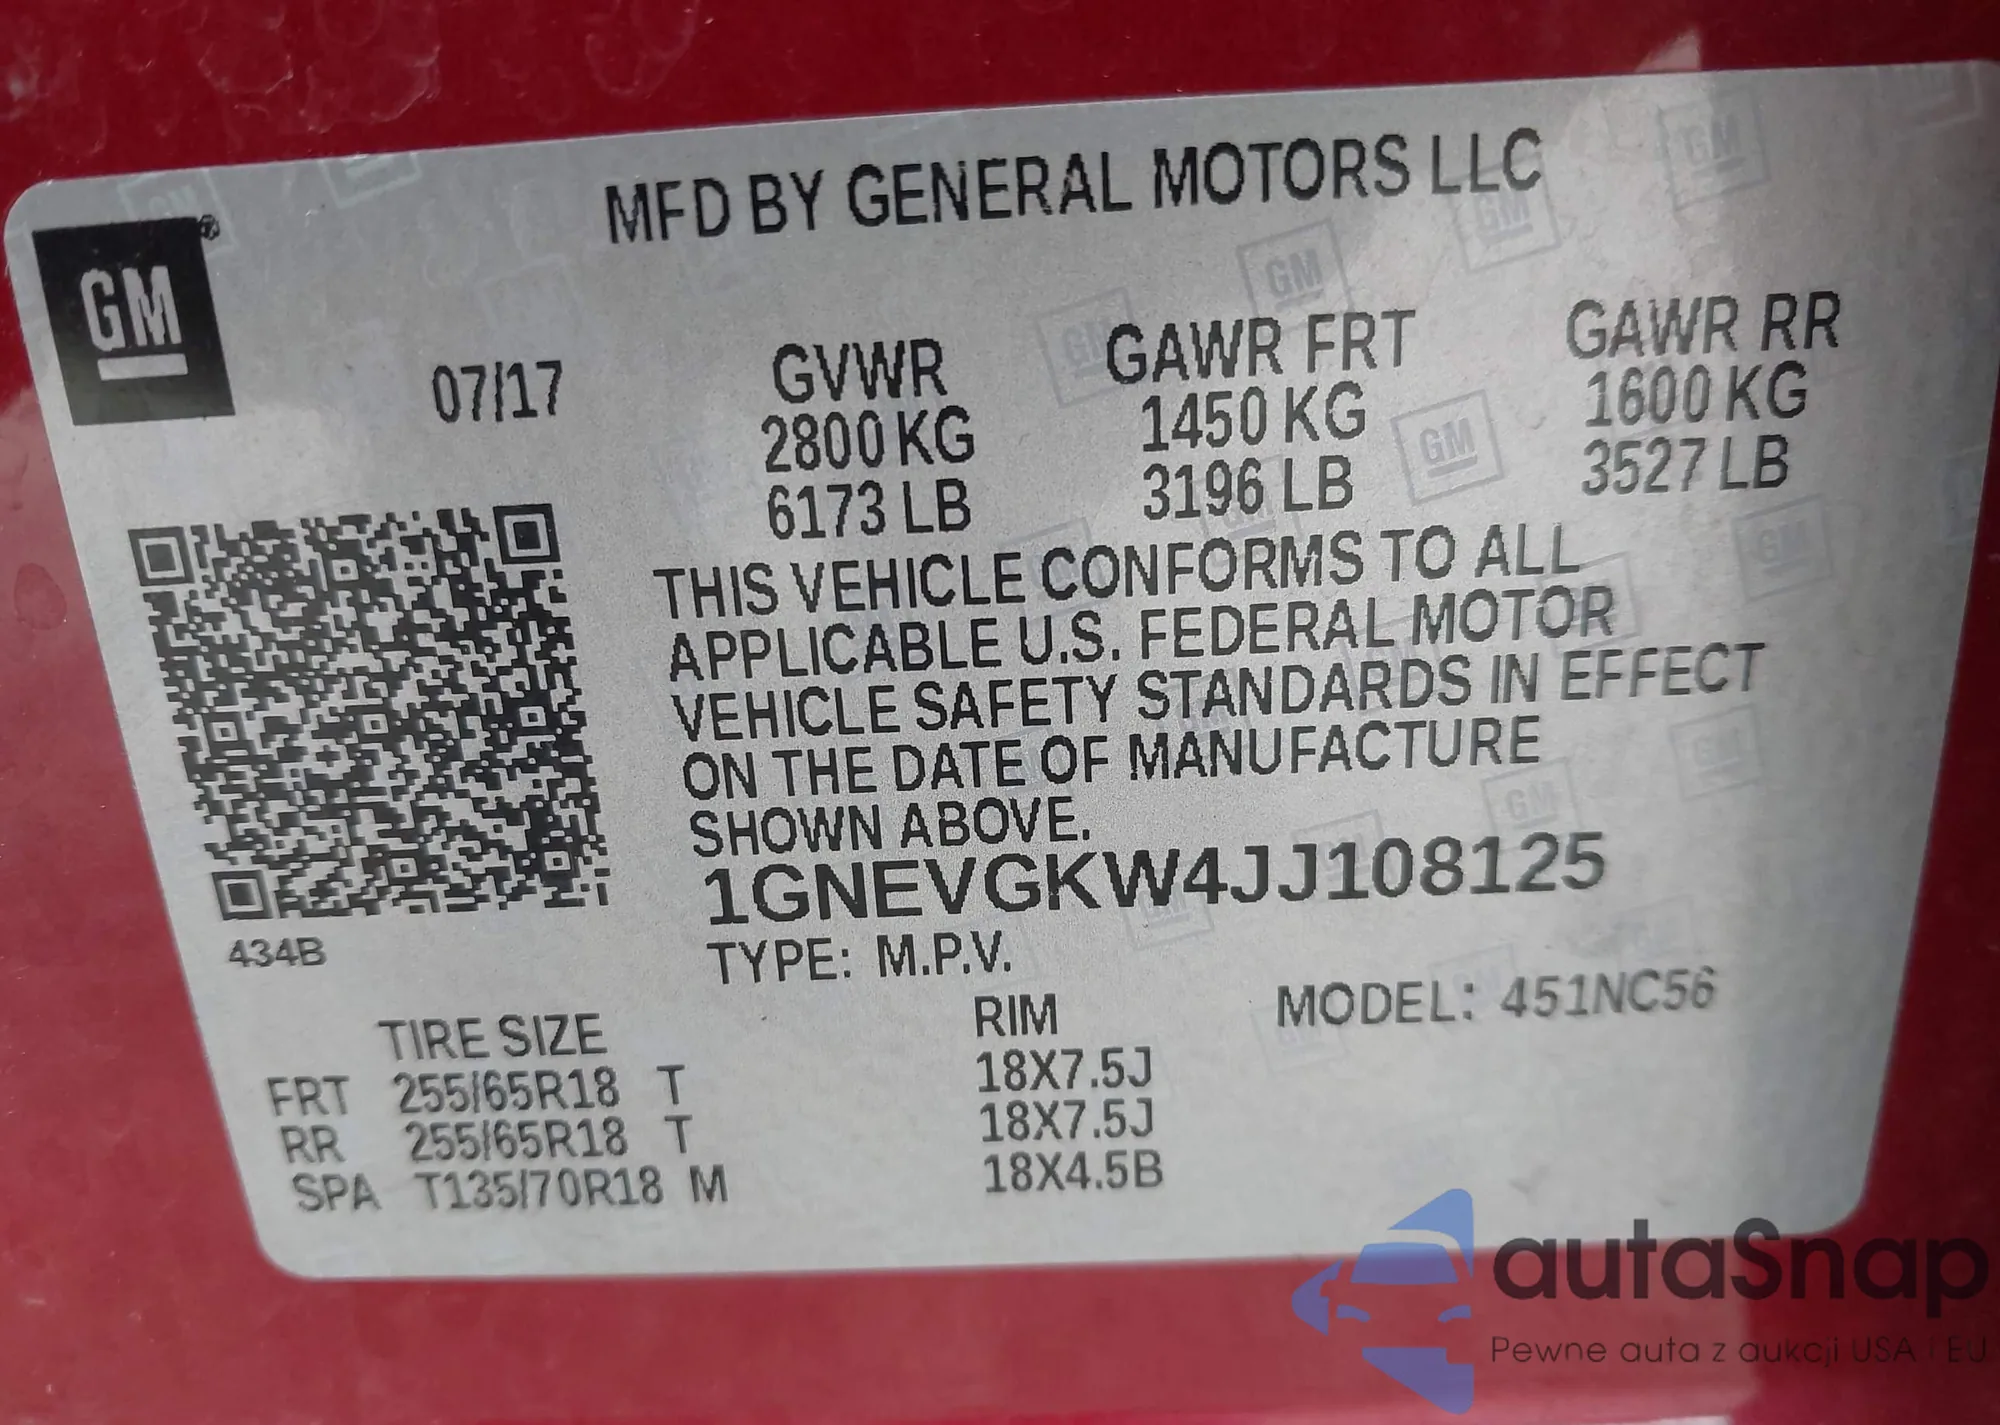 MFD BY GENERAL MOTORS LLC
GM
07/17
GVWR
2800 KG
6173 LB
GAWR FRT
1450 KG
3196 LB
GAWR RR
1600 KG
3527 LB
THIS VEHICLE CONFORMS TO ALL
APPLICABLE U.S. FEDERAL MOTOR
VEHICLE SAFETY STANDARDS IN EFFECT
ON THE DATE OF MANUFACTURE
SHOWN ABOVE.
1GNEVGKW4JJ108125
434B
TYPE: M.P.V.
MODEL: 451NC56
TIRE SIZE RIM
FRT 255/65R18 T 18X7.5J
RR 255/65R18 T 18X7.5J
SPA T135/70R18 M 18X4.5B
autaSnap
Pewne auta z aukcji USA i EU